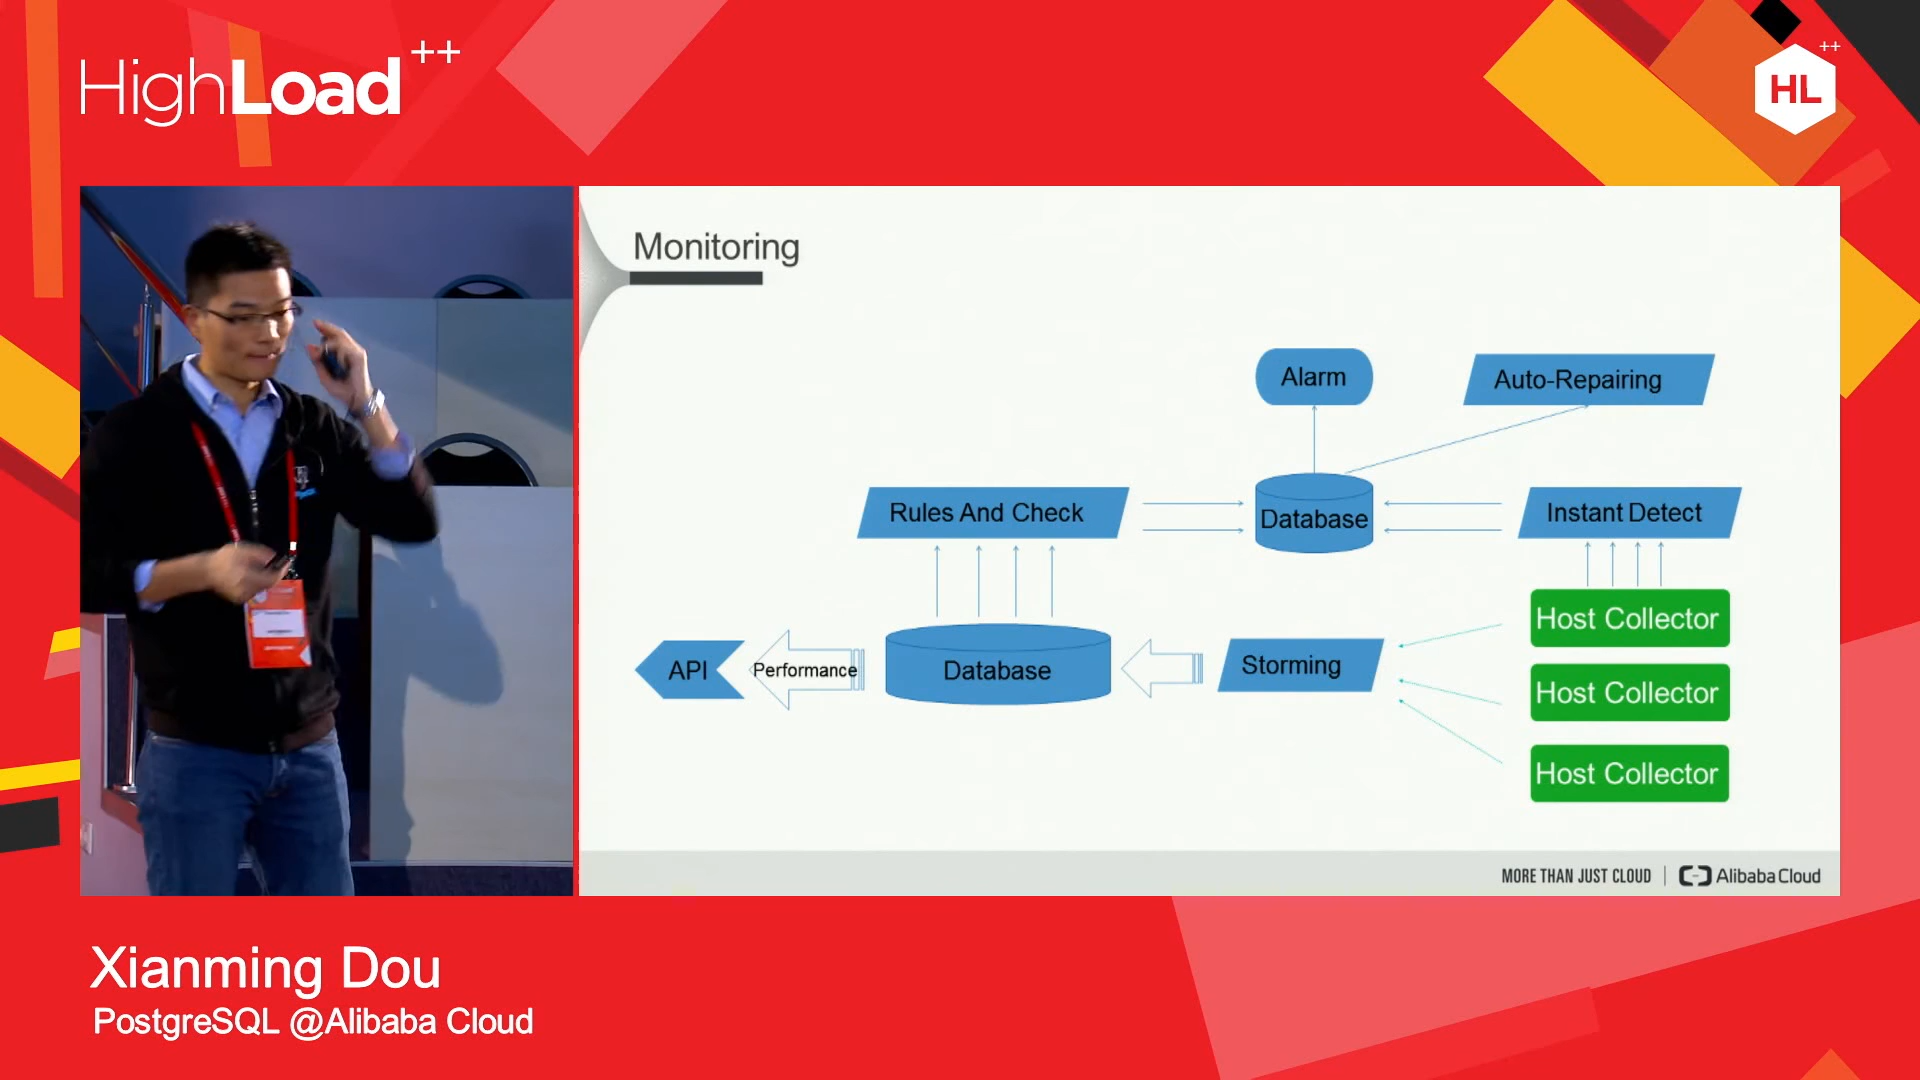 HighLoad++
HL++
Monitoring
Alarm
Auto-Repairing
Rules And Check
Database
Instant Detect
Host Collector
API
Performance
Database
Storming
Host Collector
Host Collector
MORE THAN JUST CLOUD | Alibaba Cloud
Xianming Dou
PostgreSQL @Alibaba Cloud